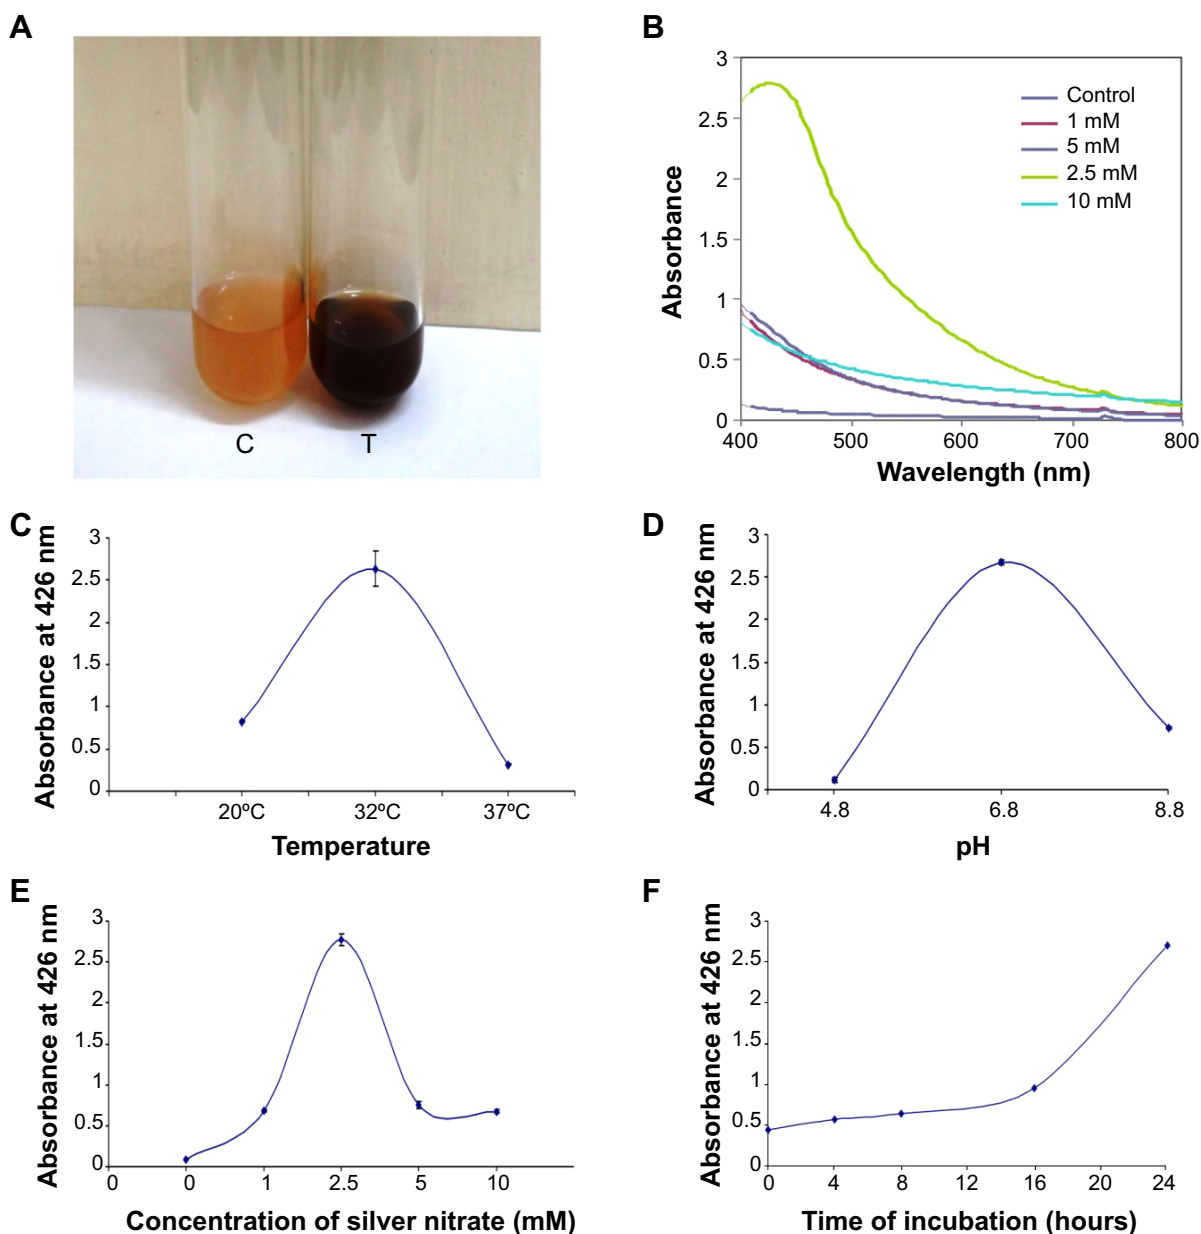 A
C T
B
Absorbance
3
2.5
2
1.5
1
0.5
0
Control
1 mM
5 mM
2.5 mM
10 mM
400 500 600 700 800
Wavelength (nm)
C
Absorbance at 426 nm
3
2.5
2
1.5
1
0.5
0
20ºC 32ºC 37ºC
Temperature
D
Absorbance at 426 nm
3
2.5
2
1.5
1
0.5
0
4.8 6.8 8.8
pH
E
Absorbance at 426 nm
3
2.5
2
1.5
1
0.5
0
0 0 1 2.5 5 10
Concentration of silver nitrate (mM)
F
Absorbance at 426 nm
3
2.5
2
1.5
1
0.5
0
0 4 8 12 16 20 24
Time of incubation (hours)